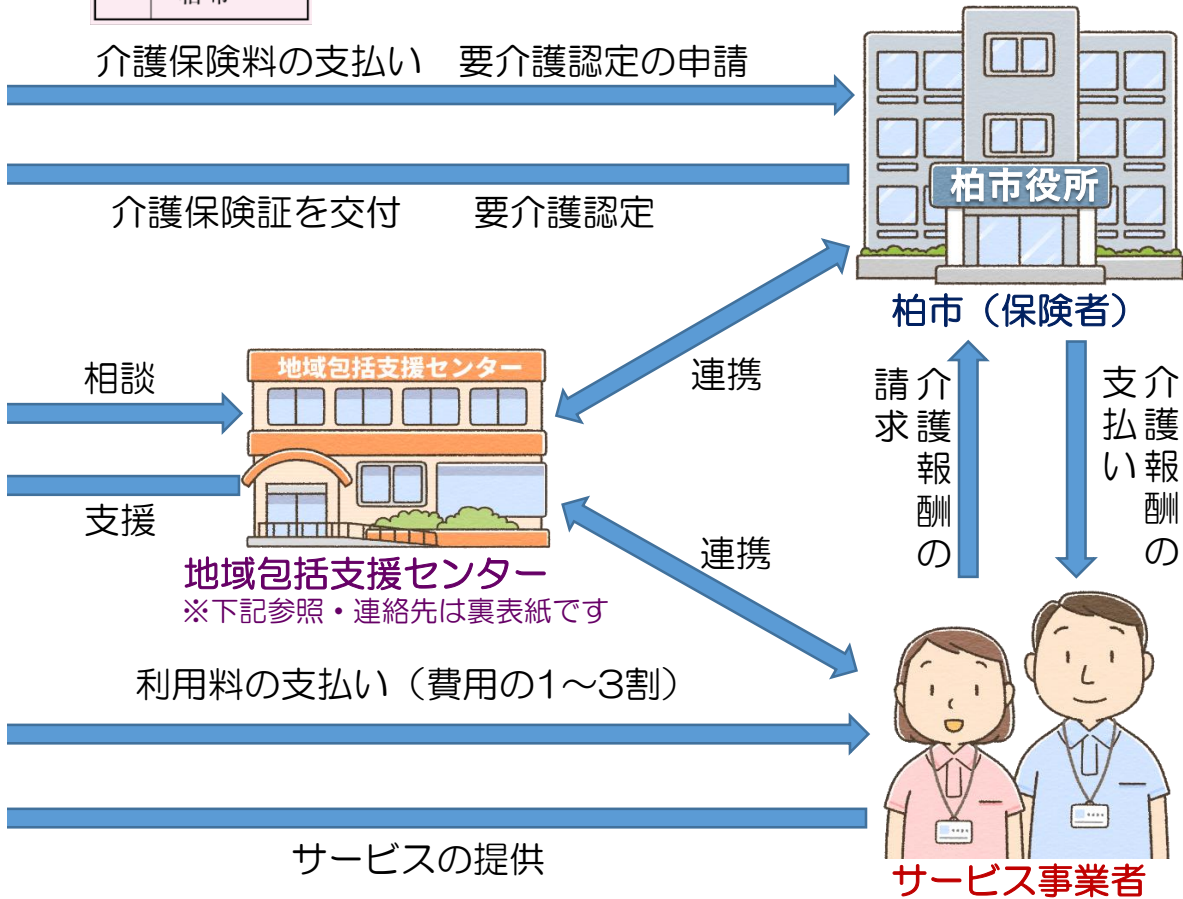 柏市
介護保険料の支払い　要介護認定の申請
柏市役所
介護保険証を交付　要介護認定
柏市（保険者）
相談
地域包括支援センター
連携
介護報酬の
請求
介護報酬の
支払い
支援
連携
地域包括支援センター
※下記参照・連絡先は裏表紙です
利用料の支払い（費用の1～3割）
サービスの提供
サービス事業者